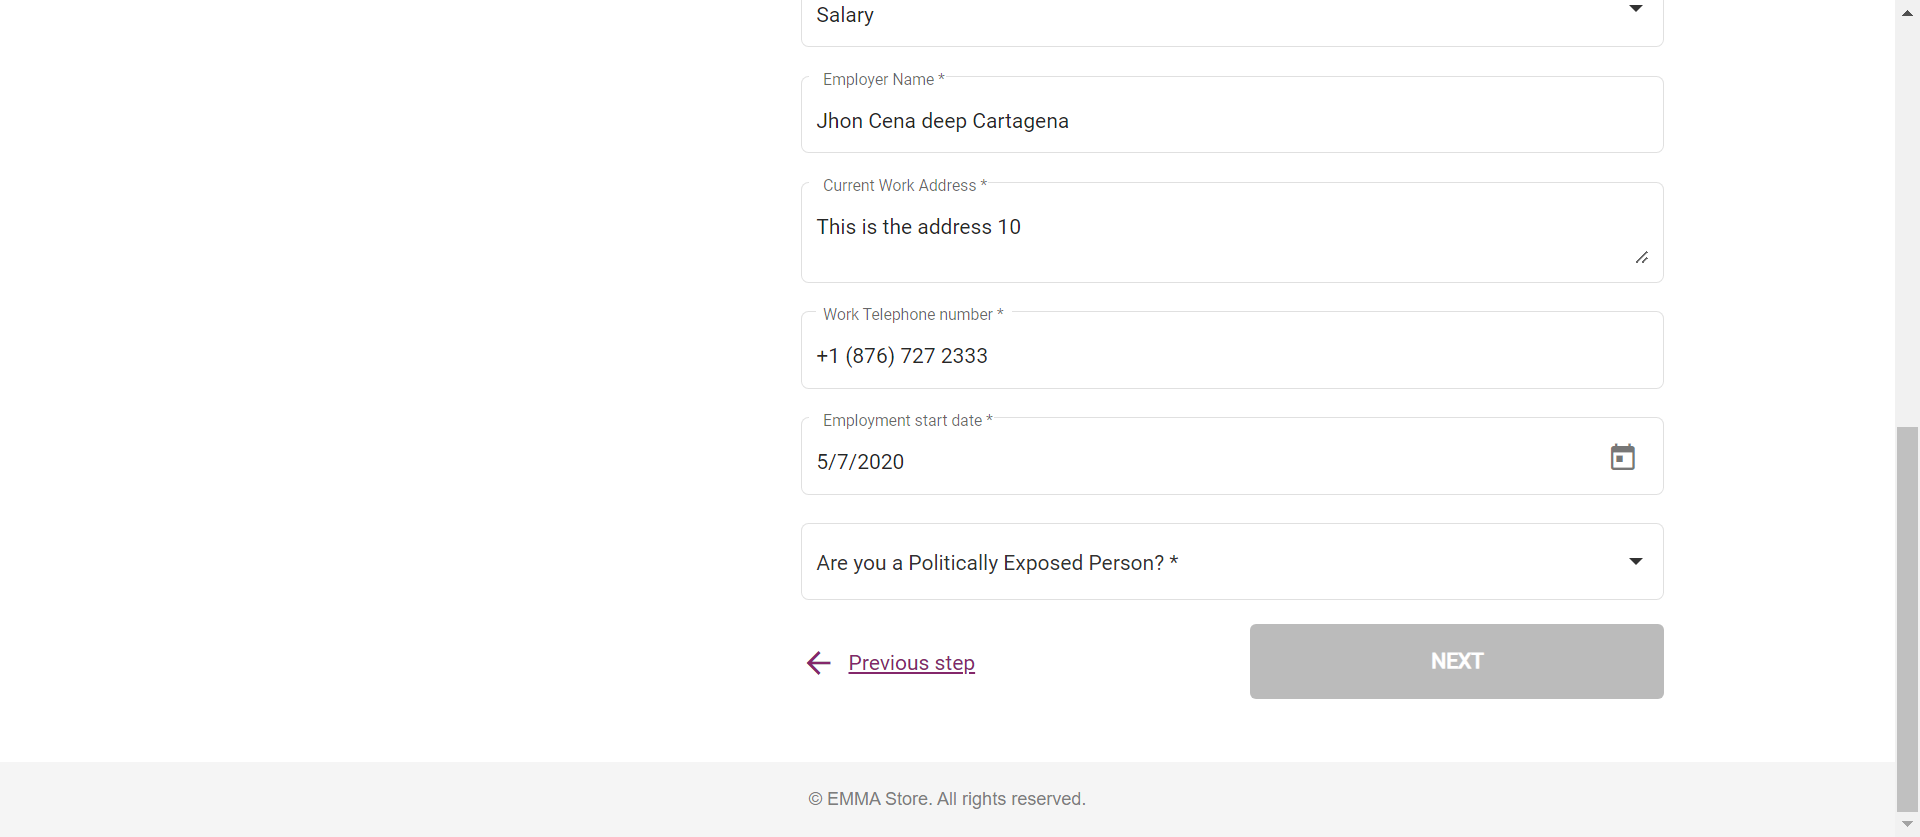 Salary
Employer Name *
Jhon Cena deep Cartagena
Current Work Address *
This is the address 10
Work Telephone number *
+1 (876) 727 2333
Employment start date *
5/7/2020
Are you a Politically Exposed Person? *
Previous step
NEXT
© EMMA Store. All rights reserved.